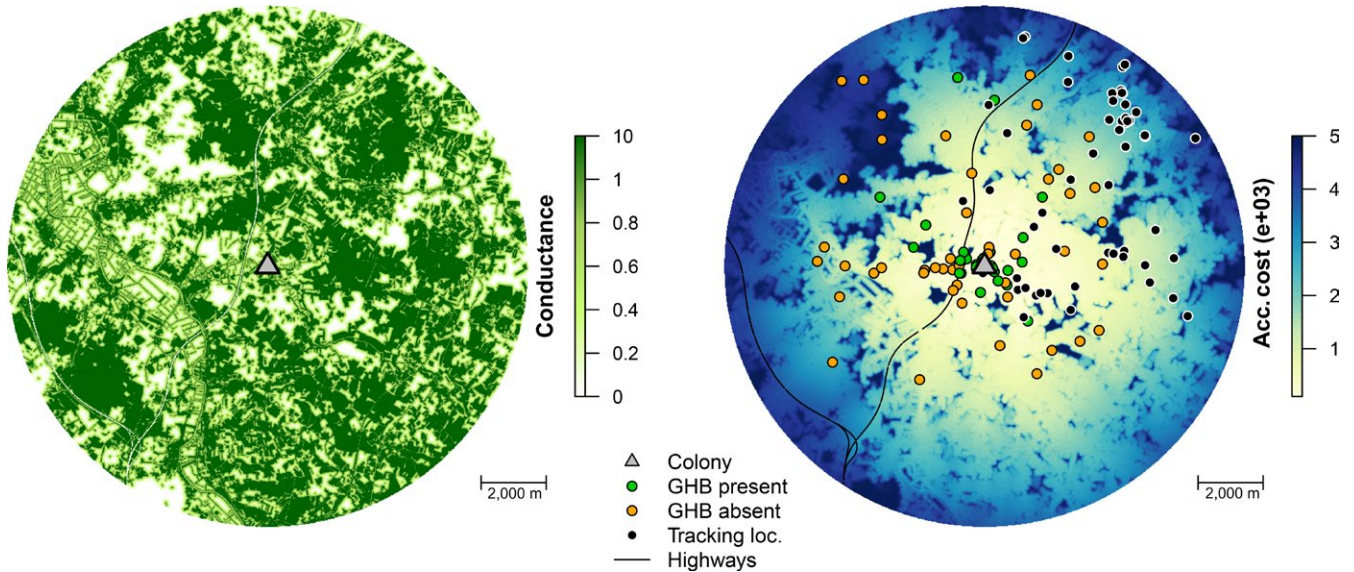 10
1
0.8
0.6
0.4
0.2
0
Conductance
2,000 m
5
4
3
2
1
Acc. cost (e+03)
2,000 m
Colony
GHB present
GHB absent
Tracking loc.
Highways